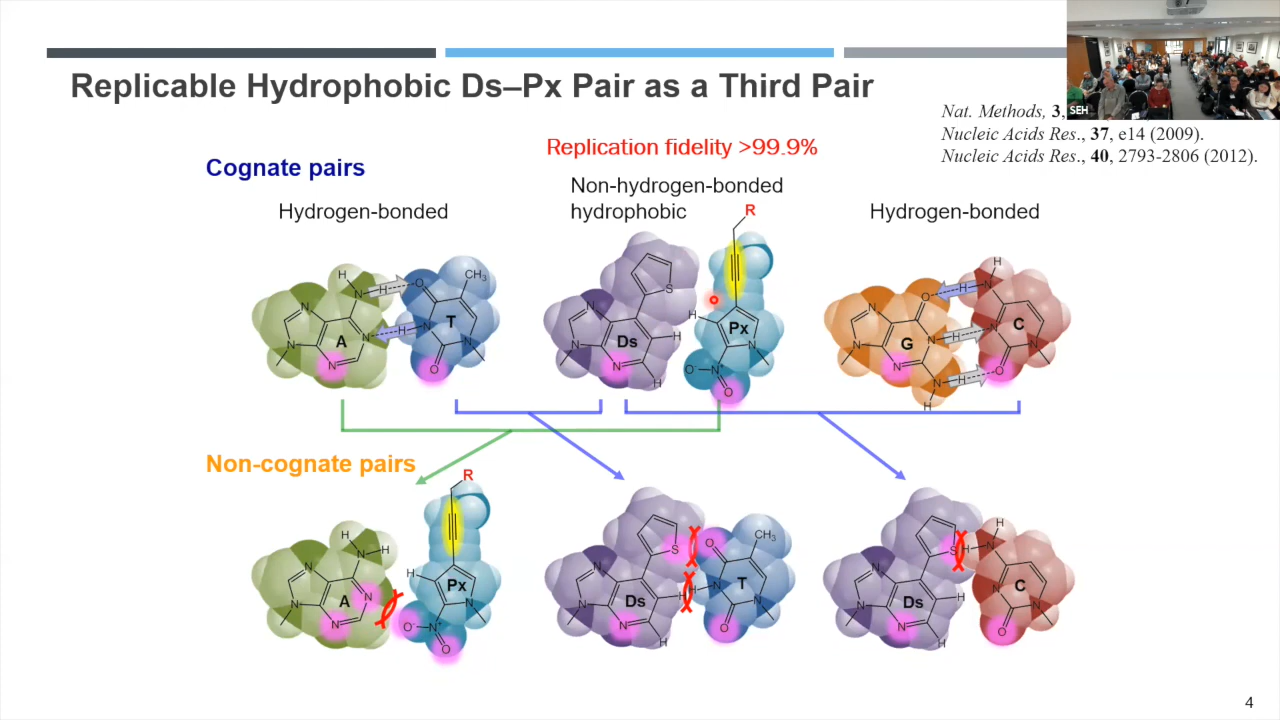 Replicable Hydrophobic Ds–Px Pair as a Third Pair
SEH
Nat. Methods, 3,
Nucleic Acids Res., 37, e14 (2009).
Nucleic Acids Res., 40, 2793-2806 (2012).
Replication fidelity >99.9%
Cognate pairs
Non-hydrogen-bonded
hydrophobic
Hydrogen-bonded
Hydrogen-bonded
R
H
H
N
N
N
N
N
A
O
CH₃
H
N
T
O
N
S
N
N
N
Ds
H
H
H
Px
N
O⁻
N⁺
O
N
N
O
G
N
N
N
H
H
H
H
H
N
N
C
O
N
Non-cognate pairs
R
H
H
N
N
N
N
N
A
H
Px
N
O⁻
N⁺
O
S
N
N
N
Ds
H
H
O
CH₃
H
N
T
O
N
S
N
N
N
Ds
H
H
H
H
N
N
C
O
N
4